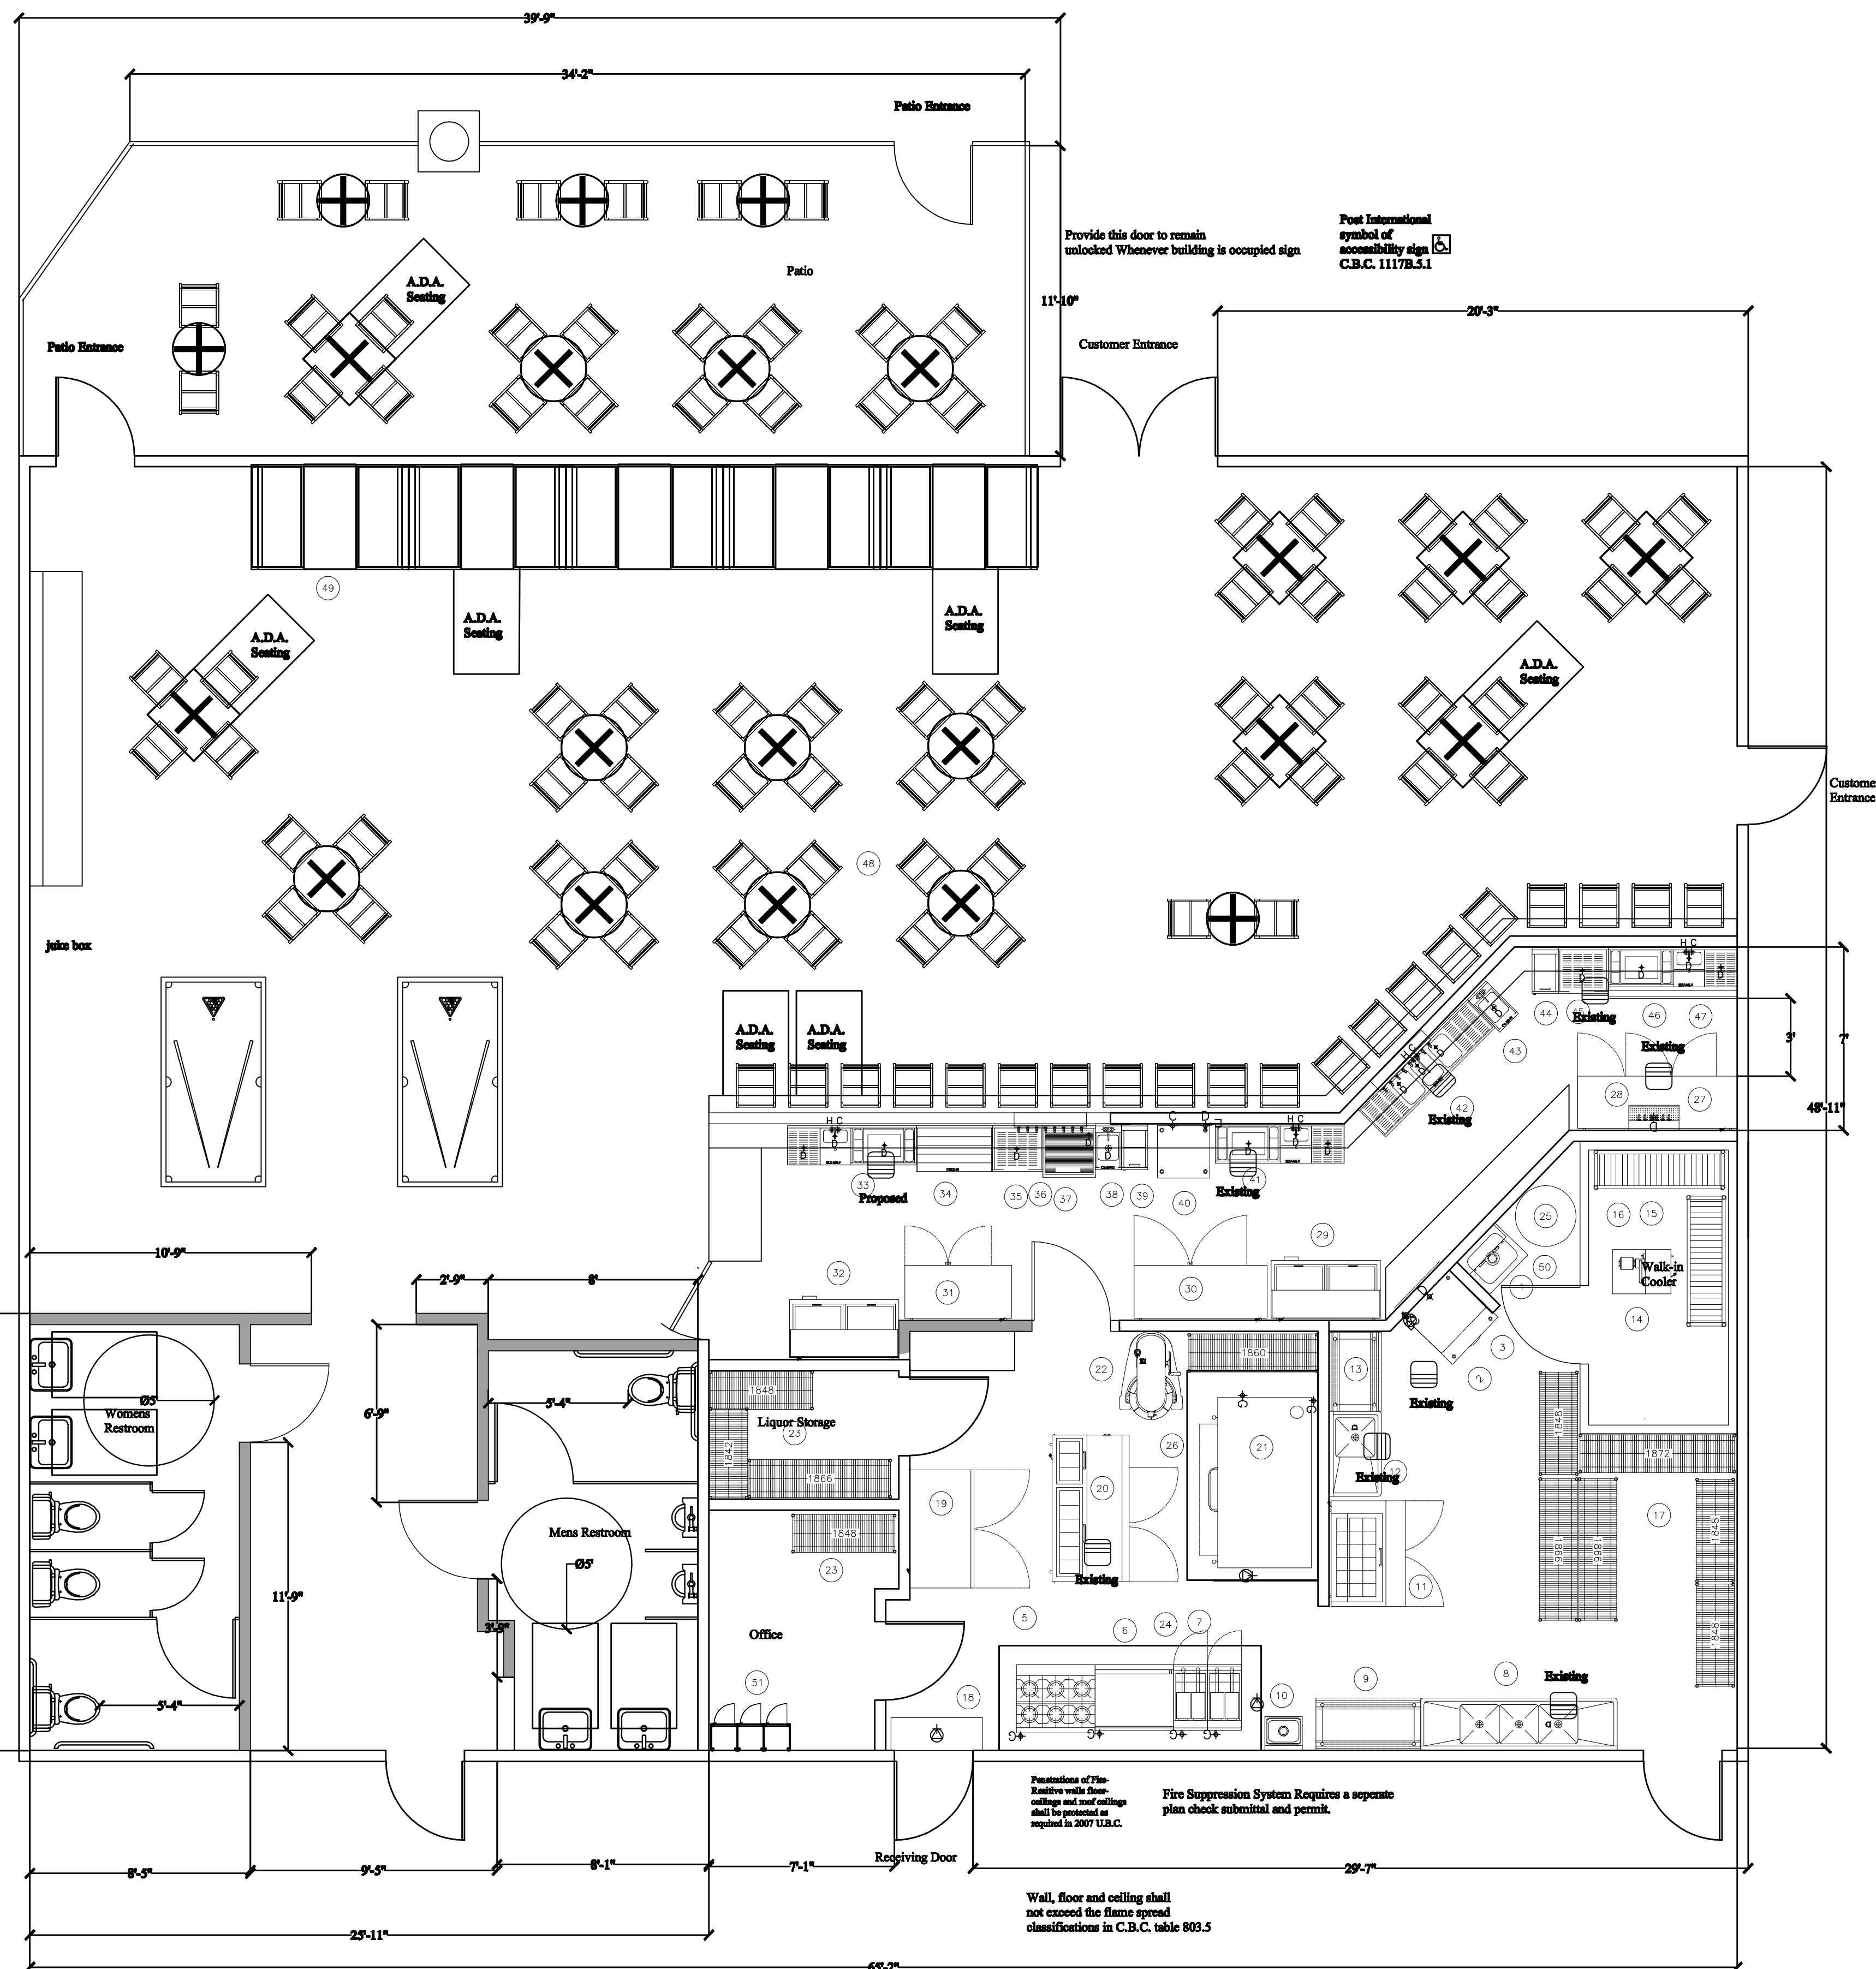 39'-9"
34'-2"
Patio Entrance
Post International
symbol of
accessibility sign
C.B.C. 1117B.5.1
Provide this door to remain
unlocked Whenever building is occupied sign
Patio
A.D.A.
Seating
11'-10"
20'-3"
Patio Entrance
Customer Entrance
49
A.D.A.
Seating
A.D.A.
Seating
A.D.A.
Seating
A.D.A.
Seating
Custome
Entrance
48
juke box
H C
D
D
D
D
44
45
46
47
Existing
Existing
3'
7'
A.D.A.
Seating
A.D.A.
Seating
43
42
Existing
28
27
D
48'-11"
H C
C
D
H C
33
34
35
36
37
38
39
40
41
Proposed
Existing
25
16
15
29
50
Walk-in
Cooler
10'-9"
2'-9"
8'
32
31
30
1
14
3
2
22
1860
13
Existing
Ø5'
5'-4"
6'-9"
Womens
Restroom
1848
Liquor Storage
23
1842
1866
26
21
12
Existing
1848
1872
19
20
17
Mens Restroom
1848
23
Ø5'
Existing
1866
1866
1848
11
11'-9"
3'-9"
5
6
24
7
Office
5'-4"
51
18
G
G
G
G
10
9
8
Existing
D
1848
Penetrations of Fire-
Resitive walls floor-
ceilings and roof ceilings
shall be protected as
required in 2007 U.B.C.
Fire Suppression System Requires a seperate
plan check submittal and permit.
Receiving Door
8'-5"
9'-5"
8'-1"
7'-1"
29'-7"
Wall, floor and ceiling shall
not exceed the flame spread
classifications in C.B.C. table 803.5
25'-11"
65'-2"